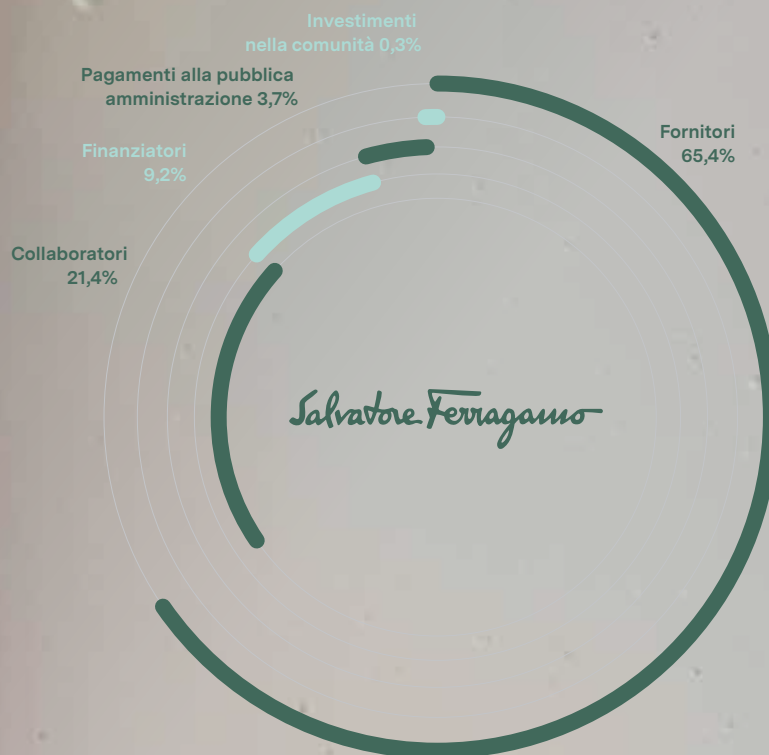 Investimenti
nella comunità 0,3%
Pagamenti alla pubblica
amministrazione 3,7%
Fornitori
65,4%
Finanziatori
9,2%
Collaboratori
21,4%
Salvatore Ferragamo